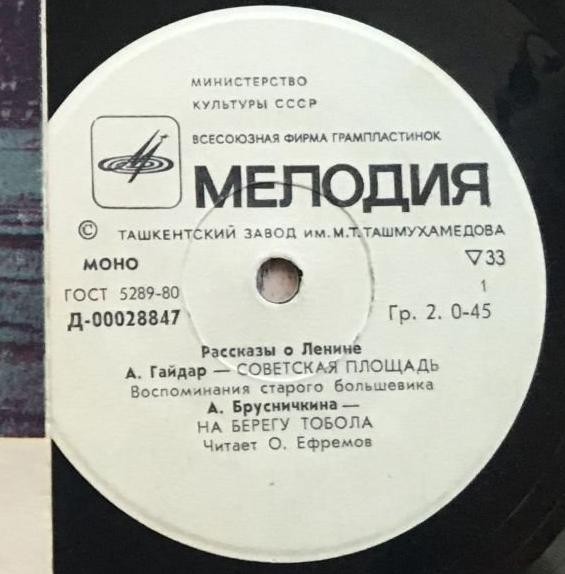 МИНИСТЕРСТВО
КУЛЬТУРЫ СССР
ВСЕСОЮЗНАЯ ФИРМА ГРАМПЛАСТИНОК
МЕЛОДИЯ
© ТАШКЕНТСКИЙ ЗАВОД ИМ. М.Т. ТАШМУХАМЕДОВА
МОНО ▽33
ГОСТ 5289-80 1
Д-00028847 Гр. 2. 0-45
Рассказы о Ленине
А. Гайдар — СОВЕТСКАЯ ПЛОЩАДЬ
Воспоминания старого большевика
А. Брусничкина —
НА БЕРЕГУ ТОБОЛА
Читает О. Ефремов